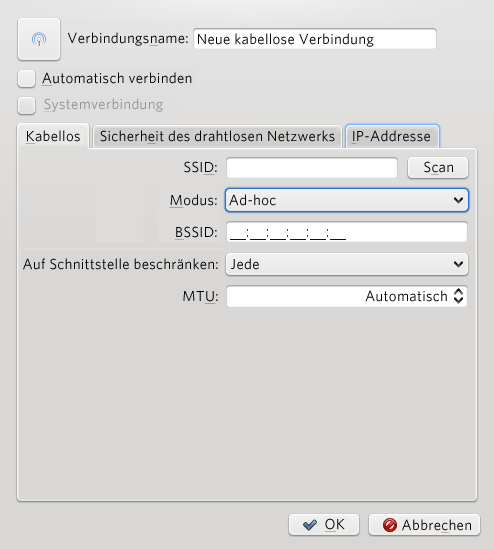 Verbindungsname: Neue kabellose Verbindung
Automatisch verbinden
Systemverbindung
Kabellos Sicherheit des drahtlosen Netzwerks IP-Addresse
SSID: Scan
Modus: Ad-hoc
BSSID: __:__:__:__:__:__
Auf Schnittstelle beschränken: Jede
MTU: Automatisch
OK Abbrechen